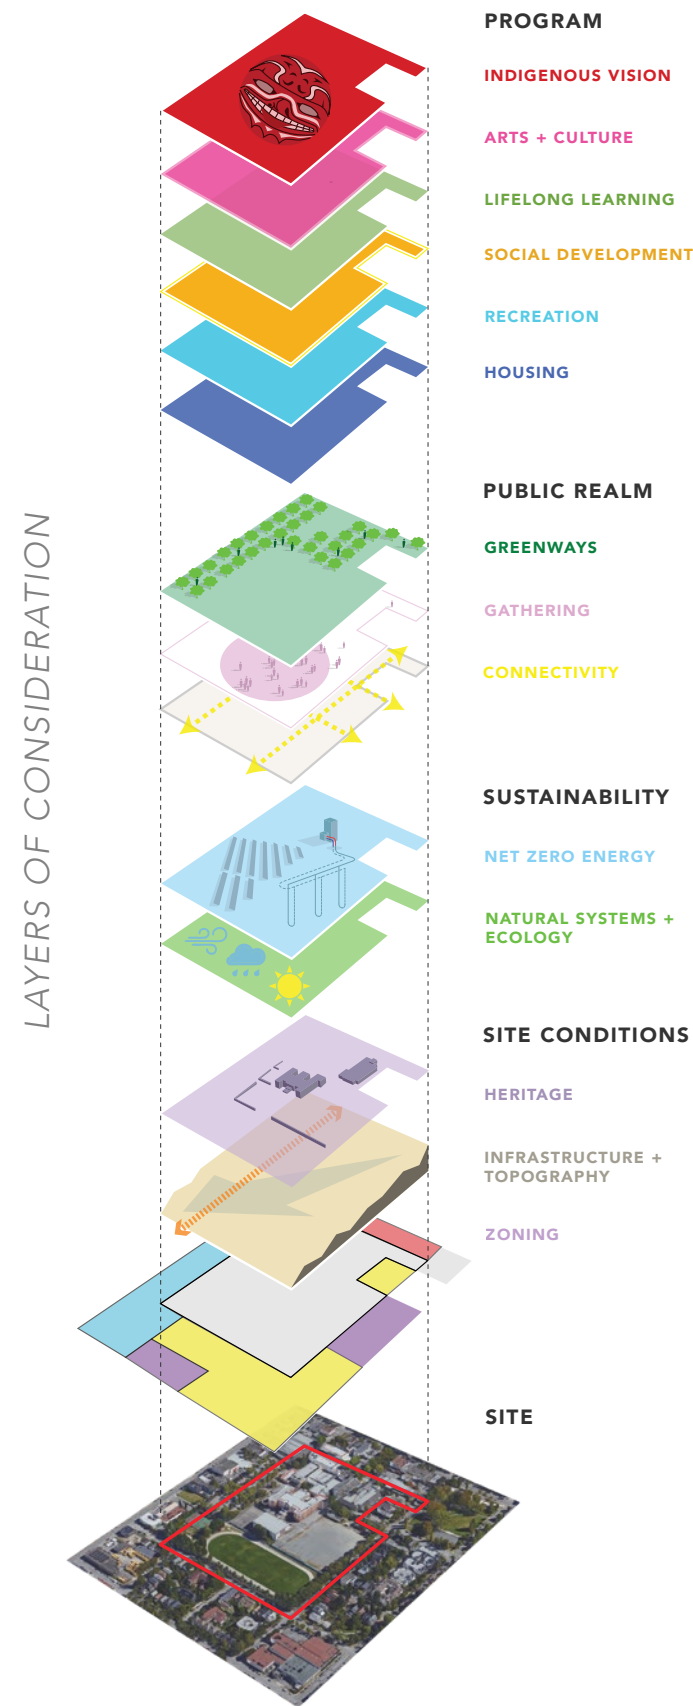 PROGRAM
INDIGENOUS VISION
ARTS + CULTURE
LIFELONG LEARNING
SOCIAL DEVELOPMENT
RECREATION
HOUSING
LAYERS OF CONSIDERATION
PUBLIC REALM
GREENWAYS
GATHERING
CONNECTIVITY
SUSTAINABILITY
NET ZERO ENERGY
NATURAL SYSTEMS +
ECOLOGY
SITE CONDITIONS
HERITAGE
INFRASTRUCTURE +
TOPOGRAPHY
ZONING
SITE